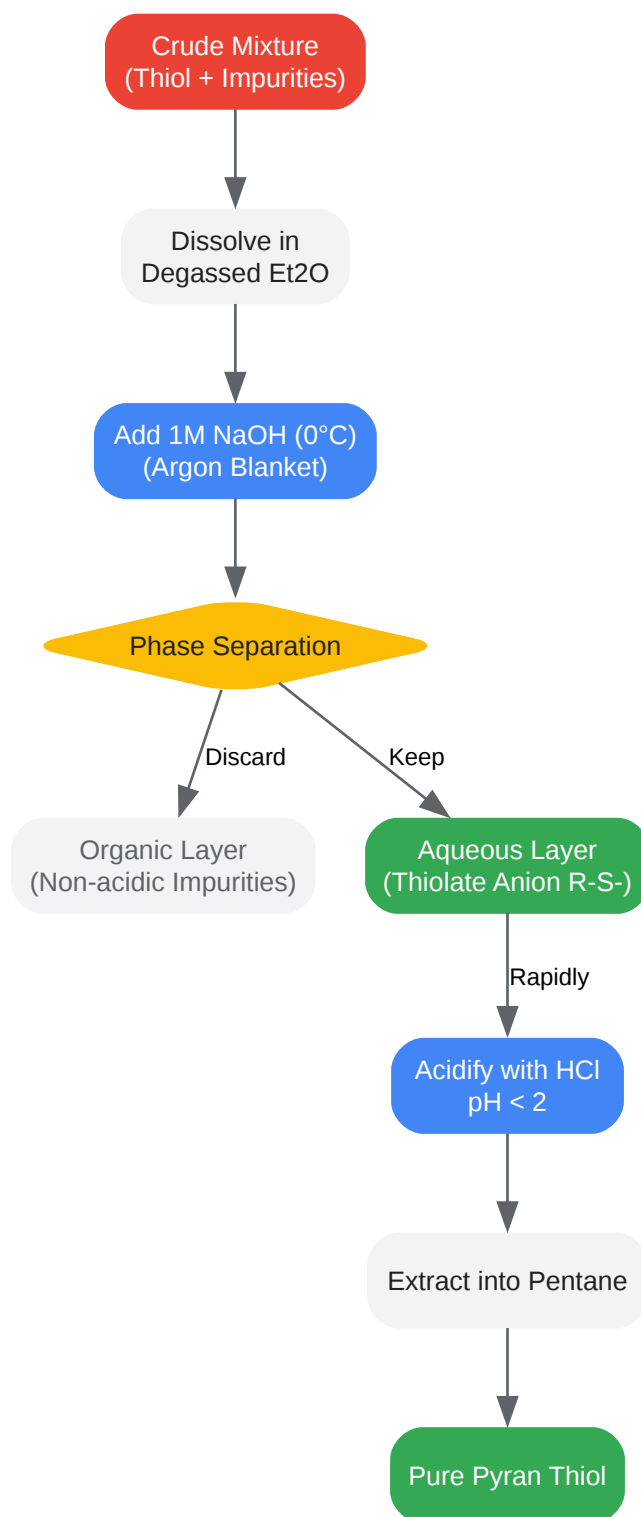 Crude Mixture
(Thiol + Impurities)
Dissolve in
Degassed Et2O
Add 1M NaOH (0°C)
(Argon Blanket)
Phase Separation
Discard
Keep
Organic Layer
(Non-acidic Impurities)
Aqueous Layer
(Thiolate Anion R-S-)
Rapidly
Acidify with HCl
pH < 2
Extract into Pentane
Pure Pyran Thiol